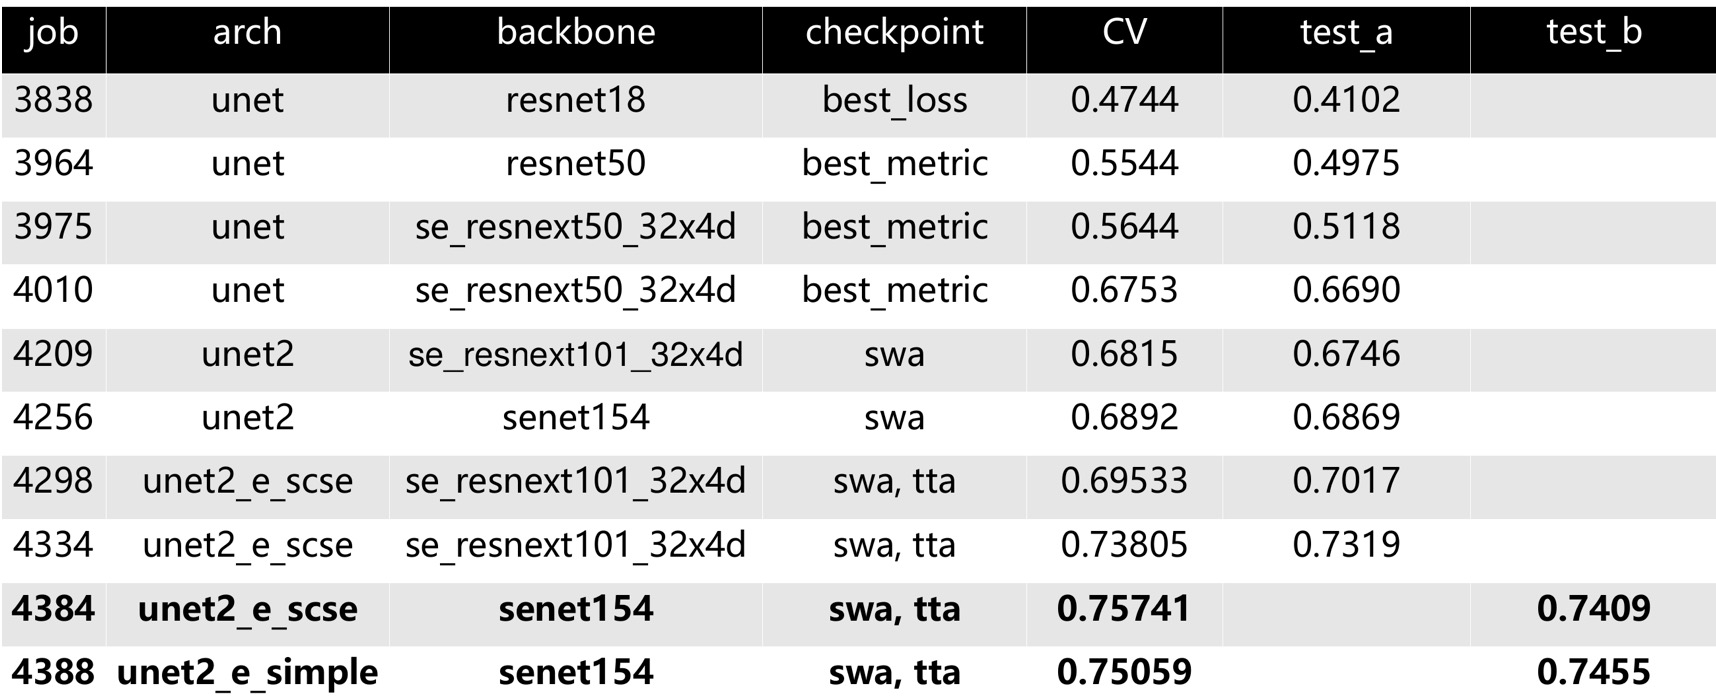 job arch backbone checkpoint CV test_a test_b
3838 unet resnet18 best_loss 0.4744 0.4102
3964 unet resnet50 best_metric 0.5544 0.4975
3975 unet se_resnext50_32x4d best_metric 0.5644 0.5118
4010 unet se_resnext50_32x4d best_metric 0.6753 0.6690
4209 unet2 se_resnext101_32x4d swa 0.6815 0.6746
4256 unet2 senet154 swa 0.6892 0.6869
4298 unet2_e_scse se_resnext101_32x4d swa, tta 0.69533 0.7017
4334 unet2_e_scse se_resnext101_32x4d swa, tta 0.73805 0.7319
4384 unet2_e_scse senet154 swa, tta 0.75741 0.7409
4388 unet2_e_simple senet154 swa, tta 0.75059 0.7455